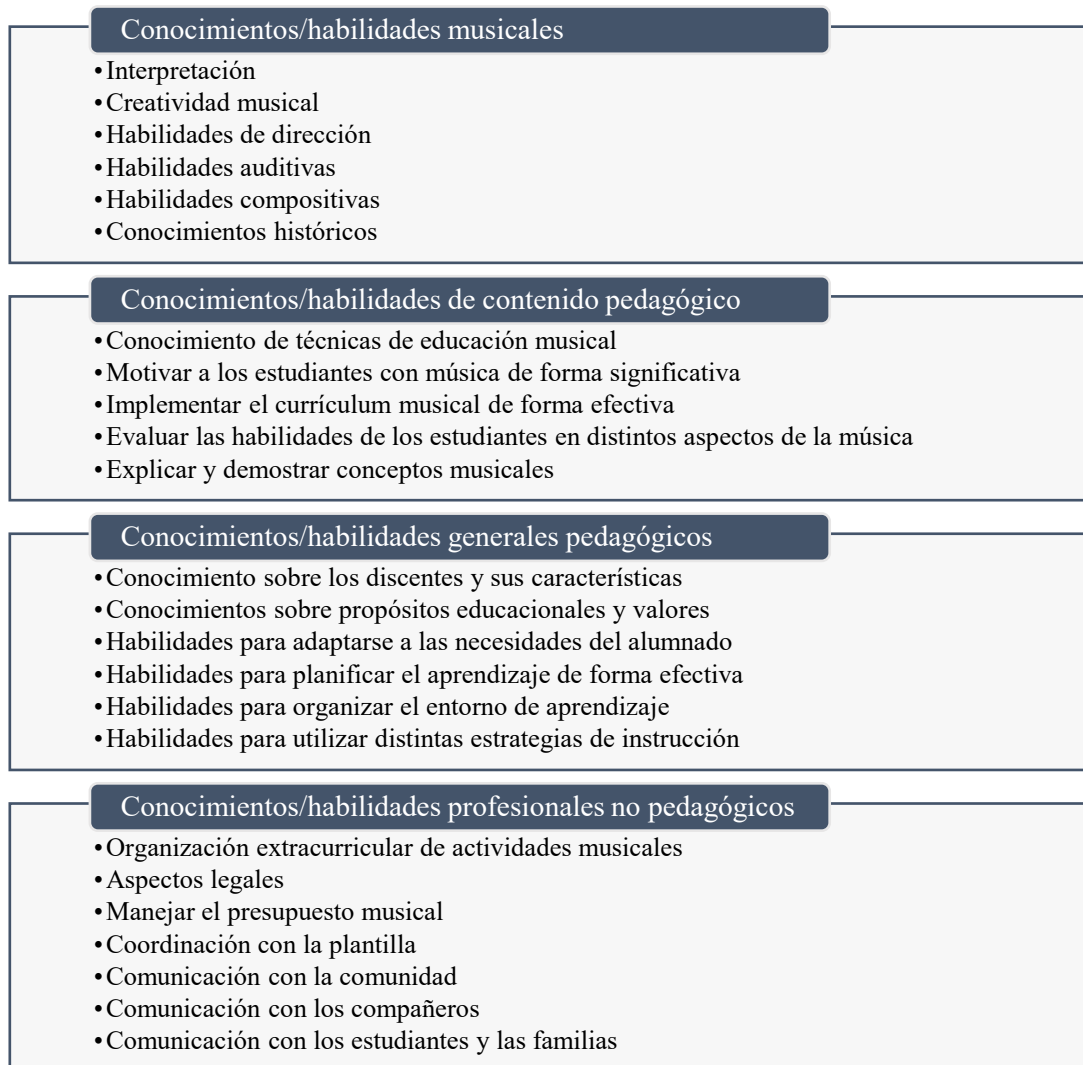 Conocimientos/habilidades musicales
•Interpretación
•Creatividad musical
•Habilidades de dirección
•Habilidades auditivas
•Habilidades compositivas
•Conocimientos históricos
Conocimientos/habilidades de contenido pedagógico
•Conocimiento de técnicas de educación musical
•Motivar a los estudiantes con música de forma significativa
•Implementar el currículum musical de forma efectiva
•Evaluar las habilidades de los estudiantes en distintos aspectos de la música
•Explicar y demostrar conceptos musicales
Conocimientos/habilidades generales pedagógicos
•Conocimiento sobre los discentes y sus características
•Conocimientos sobre propósitos educacionales y valores
•Habilidades para adaptarse a las necesidades del alumnado
•Habilidades para planificar el aprendizaje de forma efectiva
•Habilidades para organizar el entorno de aprendizaje
•Habilidades para utilizar distintas estrategias de instrucción
Conocimientos/habilidades profesionales no pedagógicos
•Organización extracurricular de actividades musicales
•Aspectos legales
•Manejar el presupuesto musical
•Coordinación con la plantilla
•Comunicación con la comunidad
•Comunicación con los compañeros
•Comunicación con los estudiantes y las familias